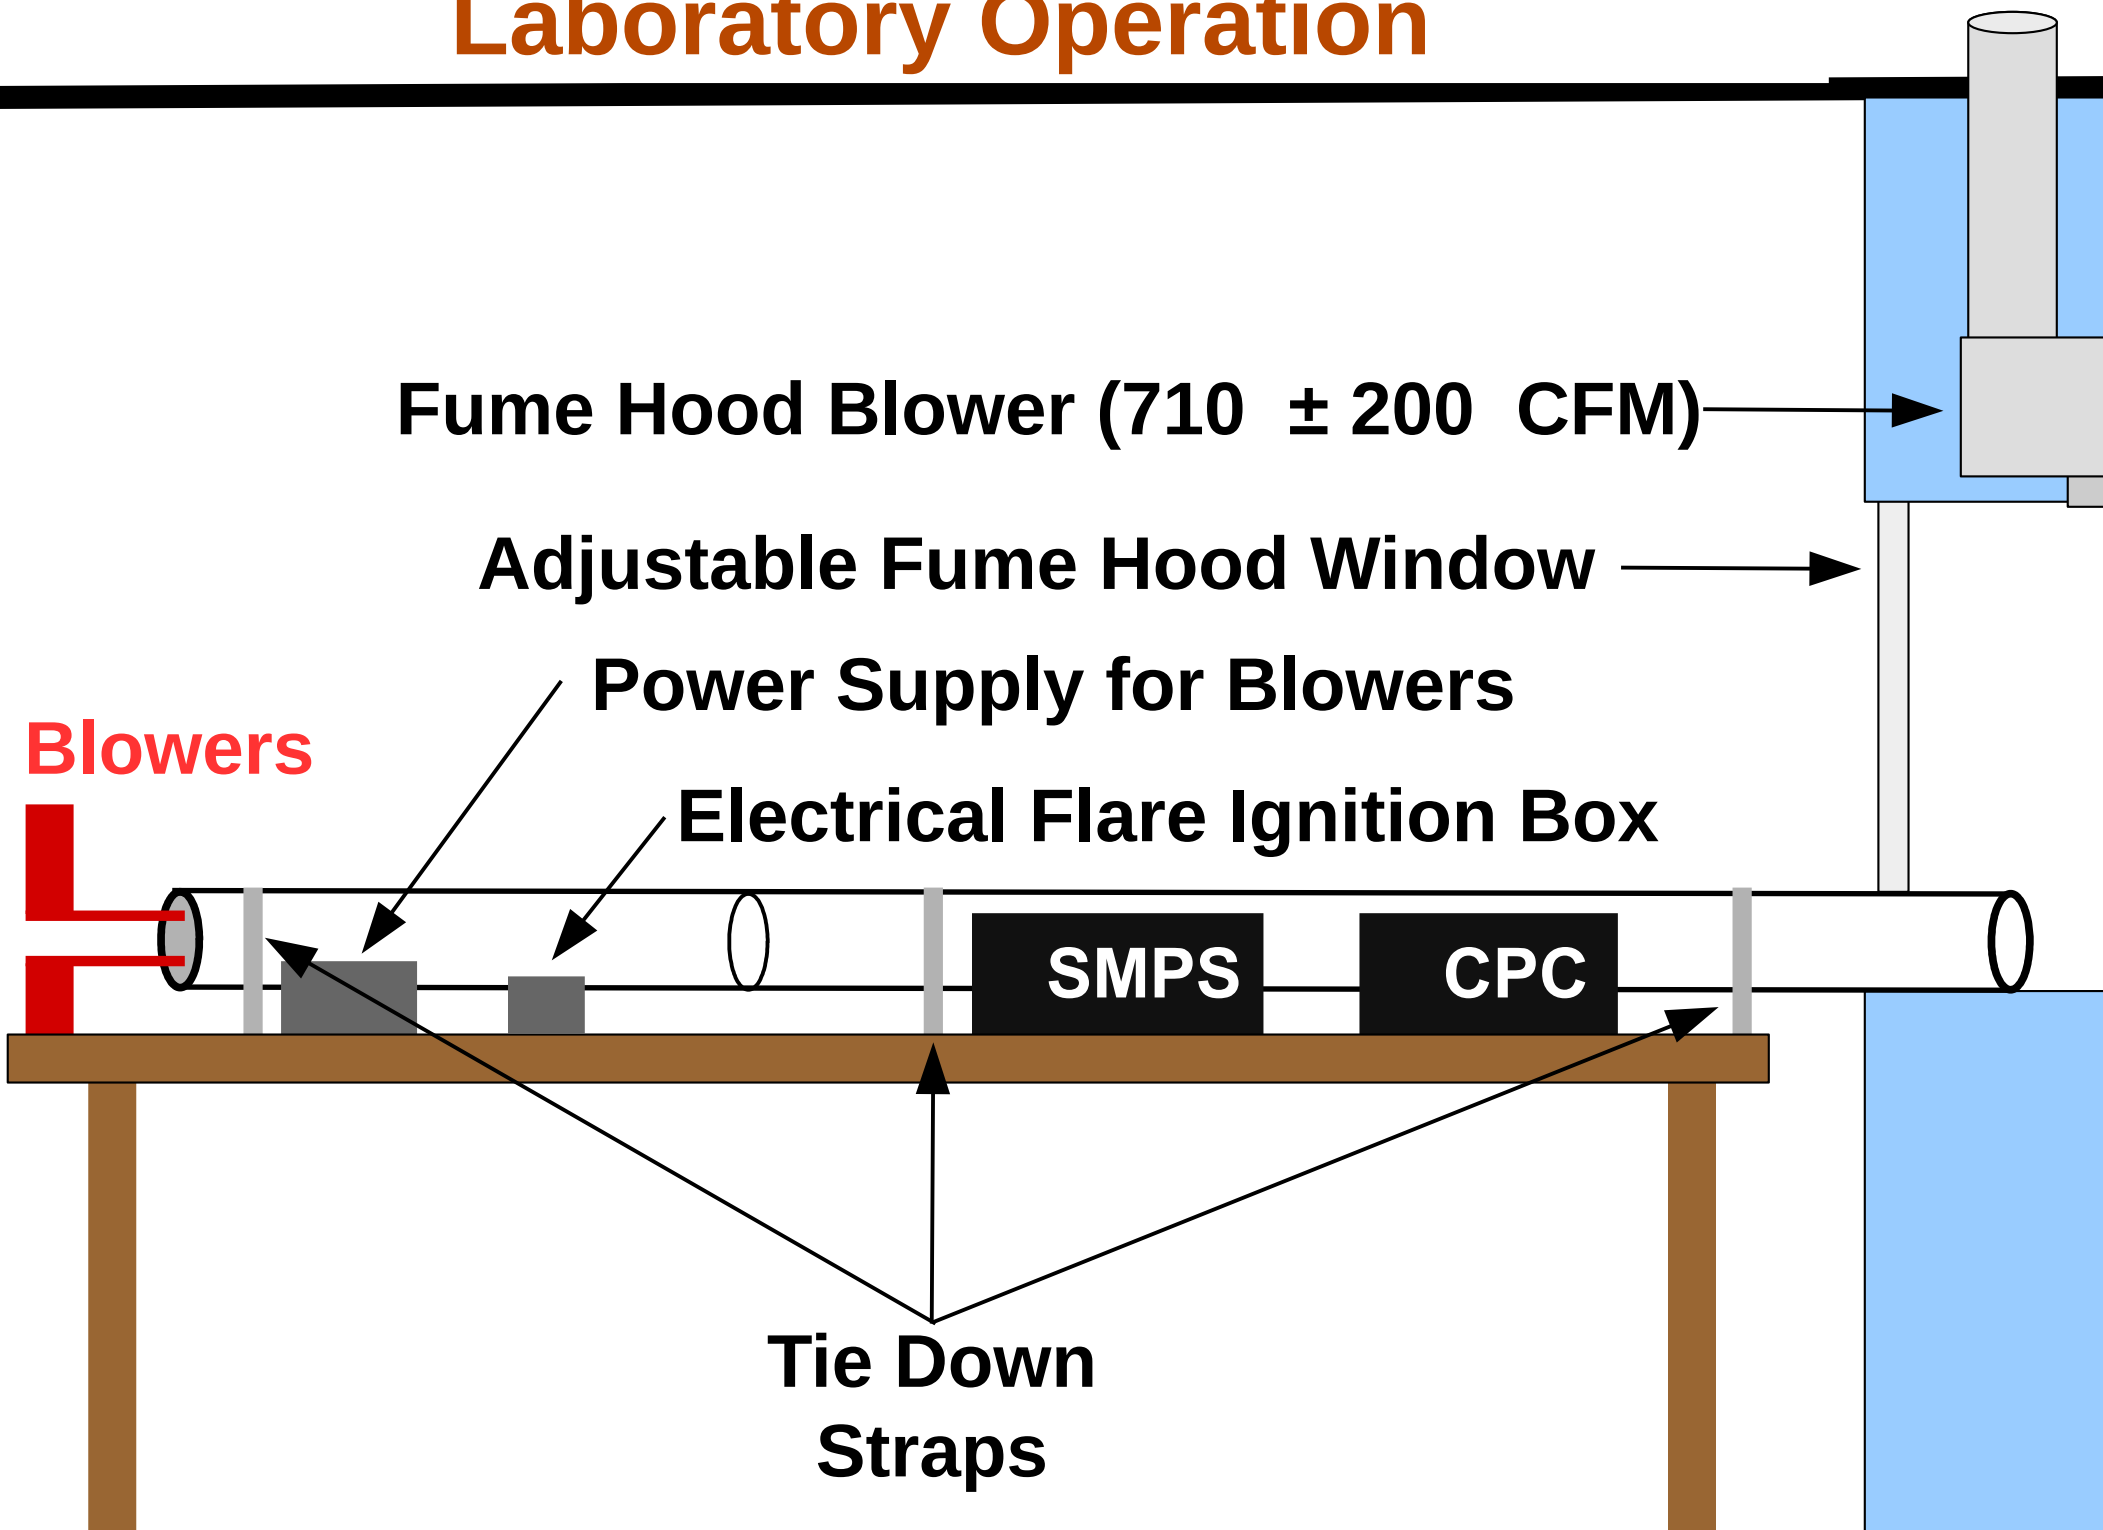 Laboratory Operation
Fume Hood Blower (710 ± 200 CFM)
Adjustable Fume Hood Window
Power Supply for Blowers
Blowers
Electrical Flare Ignition Box
SMPS
CPC
Tie Down
Straps